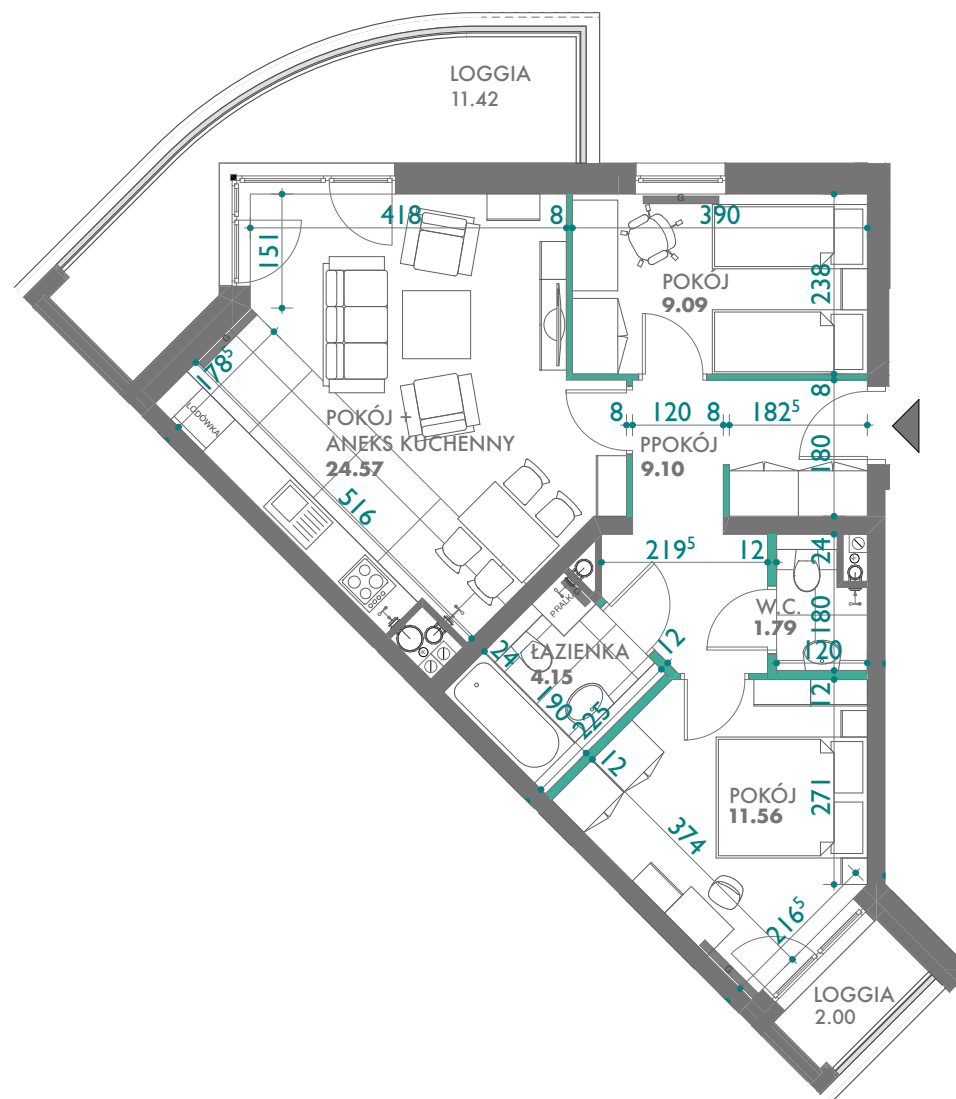 LOGGIA
11.42
G
418
8
390
151
POKÓJ
9.09
238
G
178⁵
LODÓWKA
POKÓJ +
ANEKS KUCHENNY
24.57
8
120
8
182⁵
8
PPOKÓJ
9.10
180
516
219⁵
12
24
W.C.
1.79
180
120
12
ŁAZIENKA
4.15
24
190
225
12
12
POKÓJ
11.56
271
374
216⁵
LOGGIA
2.00